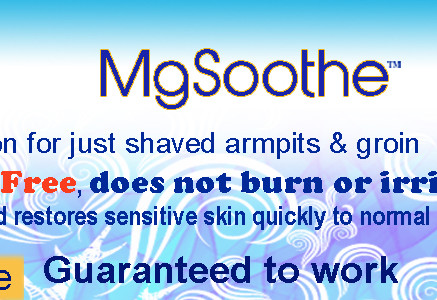 MgSoothe™
on for just shaved armpits & groin
Free, does not burn or irri
d restores sensitive skin quickly to normal
e Guaranteed to work